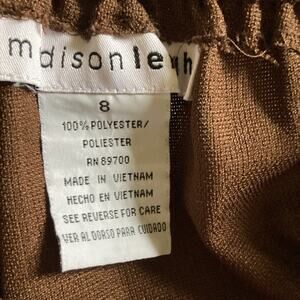 madison leigh
8
100% POLYESTER/
POLIESTER
RN 89700
MADE IN VIETNAM
HECHO EN VIETNAM
SEE REVERSE FOR CARE
VER AL DORSO PARA CUIDADO